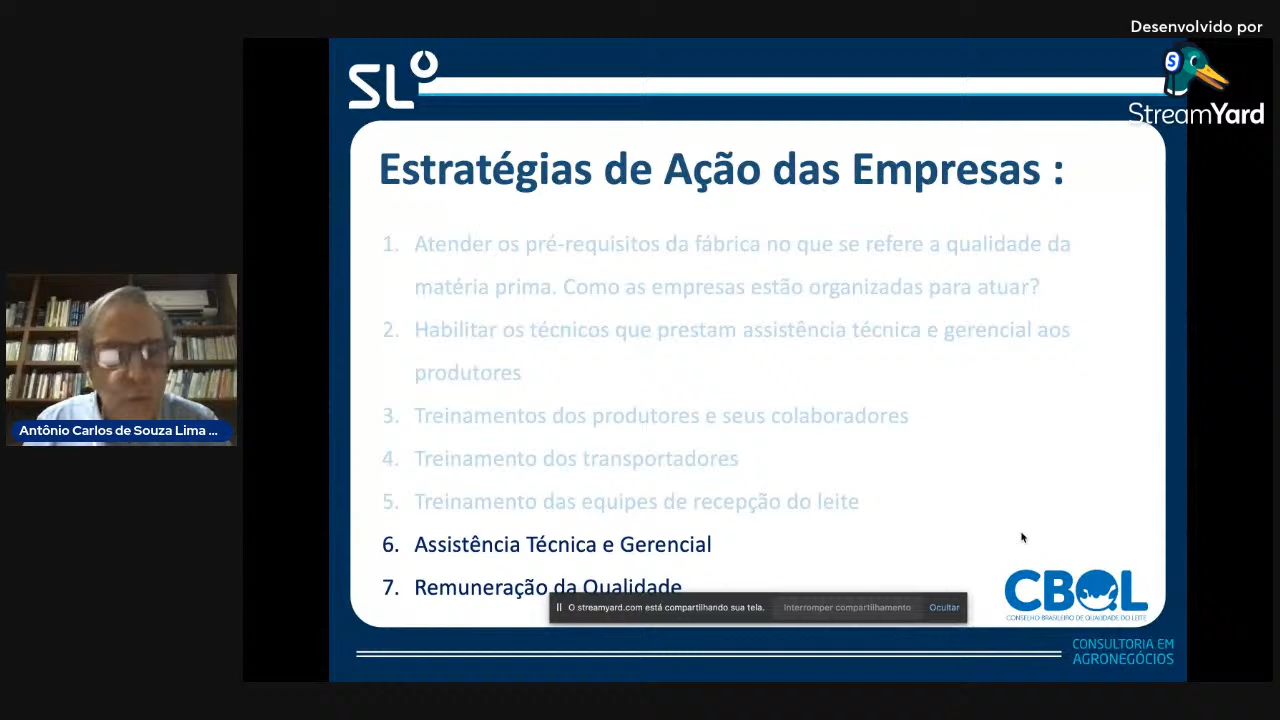 Desenvolvido por
StreamYard
SL
Estratégias de Ação das Empresas :
1. Atender os pré-requisitos da fábrica no que se refere a qualidade da
matéria prima. Como as empresas estão organizadas para atuar?
2. Habilitar os técnicos que prestam assistência técnica e gerencial aos
produtores
3. Treinamentos dos produtores e seus colaboradores
4. Treinamento dos transportadores
5. Treinamento das equipes de recepção do leite
6. Assistência Técnica e Gerencial
7. Remuneração da Qualidade
O streamyard.com está compartilhando sua tela. Interromper compartilhamento Ocultar
CBQL
CONSELHO BRASILEIRO DE QUALIDADE DO LEITE
CONSULTORIA EM
AGRONEGÓCIOS
Antônio Carlos de Souza Lima ...